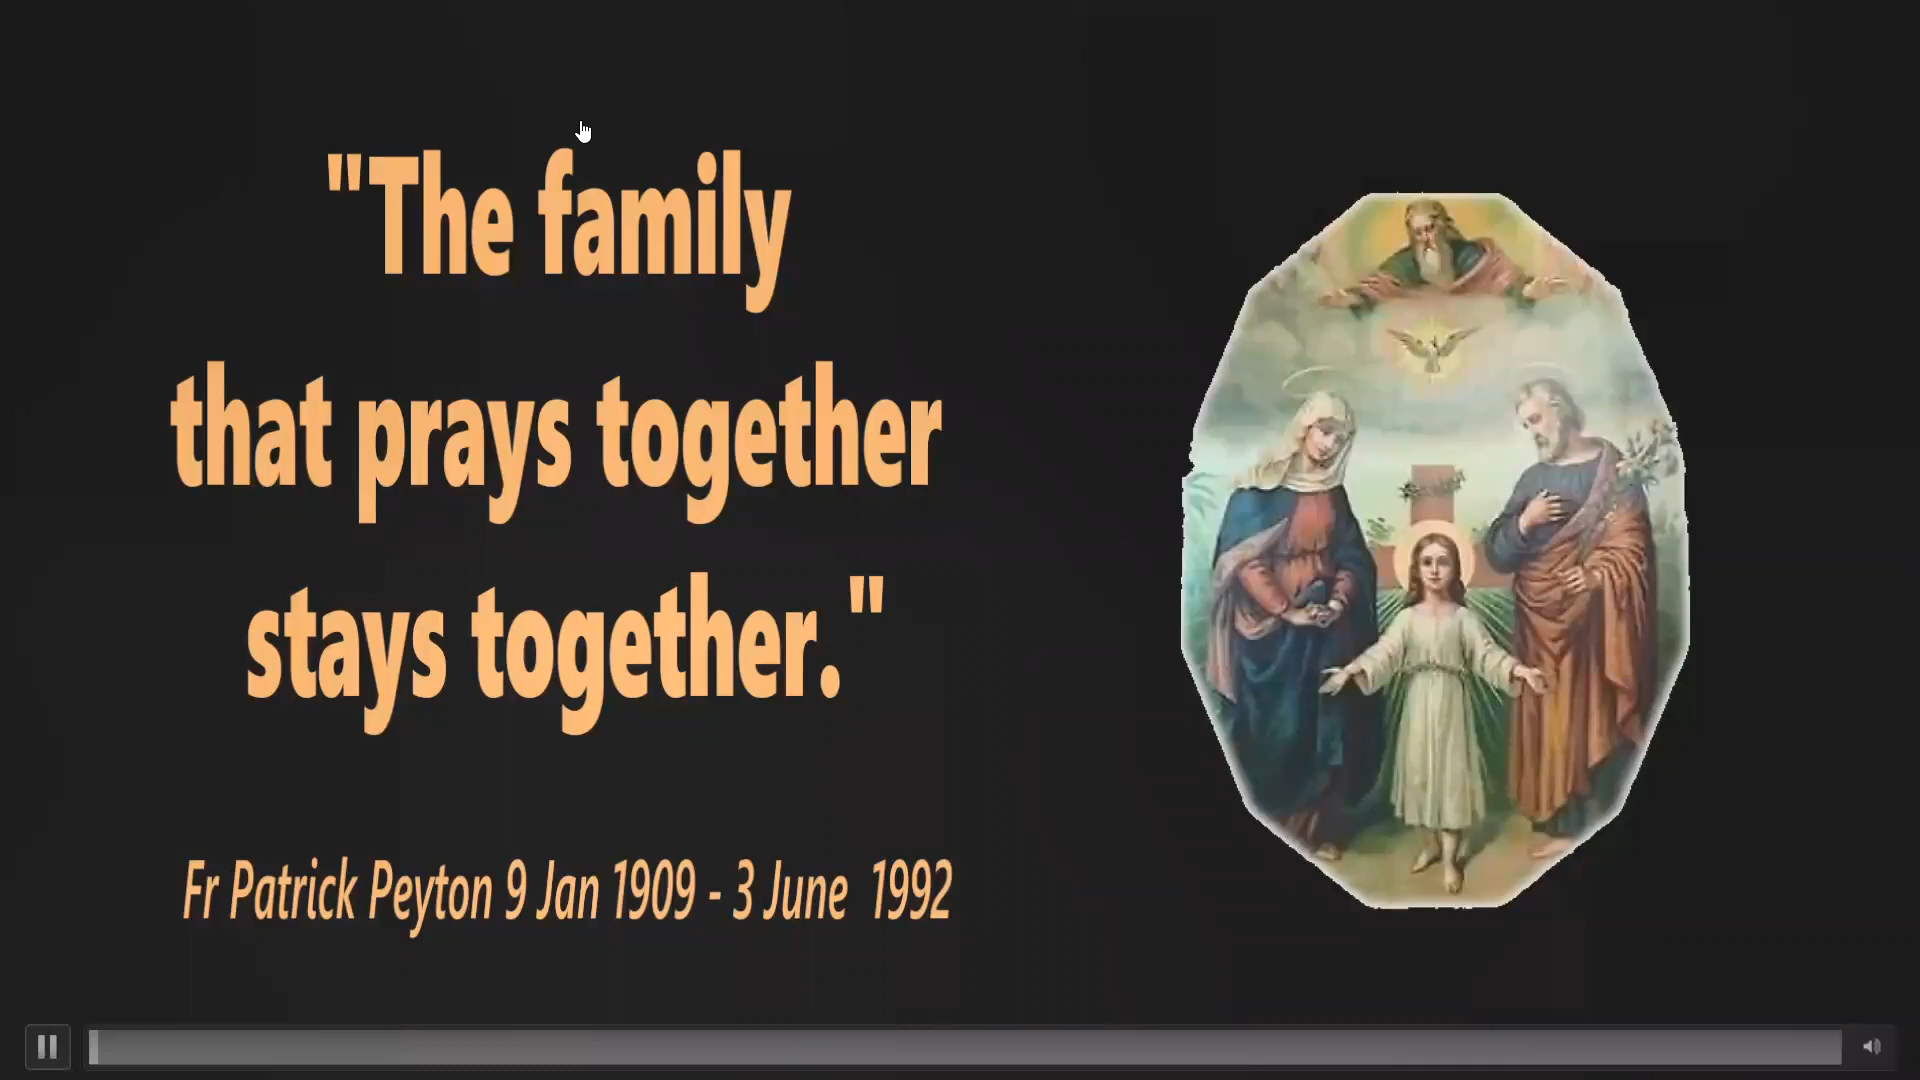 "The family
that prays together
stays together."
Fr Patrick Peyton 9 Jan 1909 - 3 June 1992